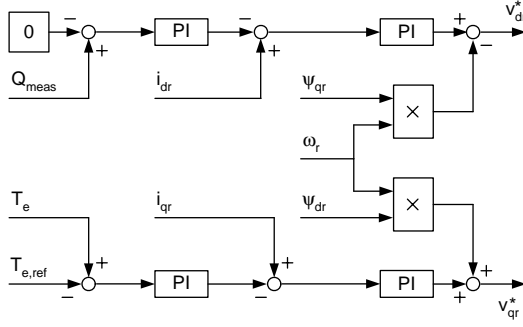 0 − + PI − + PI + − v*dr
Qmeas idr ψqr
×
ωr
Te iqr ψdr ×
+ + + +
Te,ref − PI − PI + v*qr